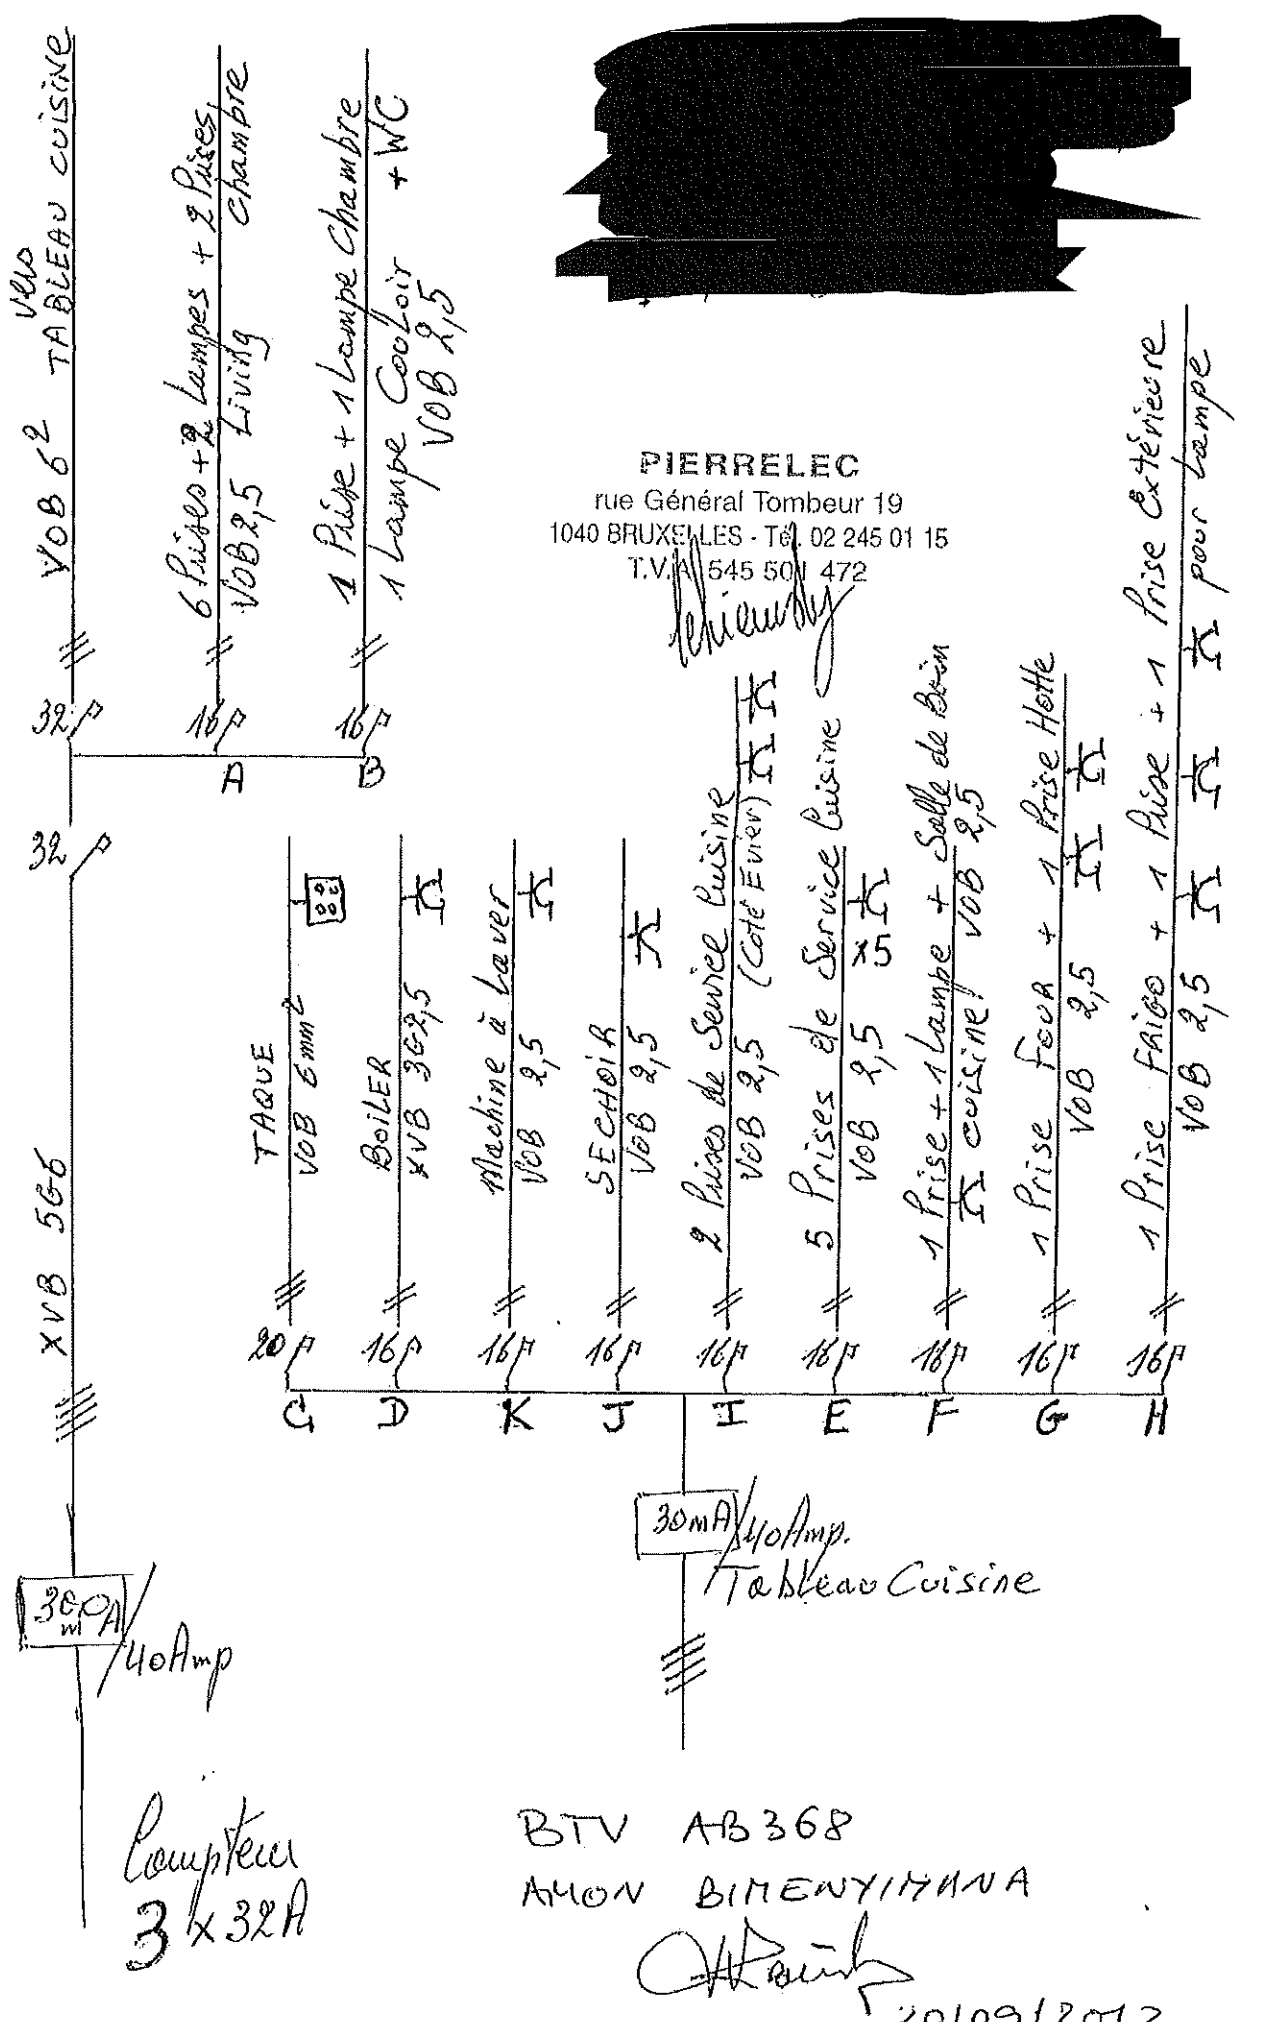 vers
VOB 6² TABLEAU CUISINE
6 Prises + 2 Lampes + 2 Prises
VOB 2,5 Living Chambre
1 Prise + 1 Lampe Chambre
1 Lampe Couloir + WC
VOB 2,5
32
16
16
A
B
32
XVB 5G6
300
mA
40Amp
Compteur
3 x 32A
PIERRELEC
rue Général Tombeur 19
1040 BRUXELLES - Tél. 02 245 01 15
T.V.A. 545 501 472
TAQUE
VOB 6mm²
BOILER
XVB 3G2,5
Machine à Laver
VOB 2,5
SECHOIR
VOB 2,5
2 Prises de Service Cuisine
VOB 2,5 (Coté Evier)
5 Prises de Service Cuisine
VOB 2,5 x5
1 Prise + 1 Lampe + Salle de Bain
cuisine VOB 2,5
1 Prise FOUR + 1 Prise Hotte
VOB 2,5
1 Prise FRIGO + 1 Prise + 1 Prise Extérieure
VOB 2,5 pour Lampe
20 16 16 16 16 16 16 16 16
C D K J I E F G H
30mA
40Amp.
Tableau Cuisine
BTV AB368
AMON BIMENYIMANA